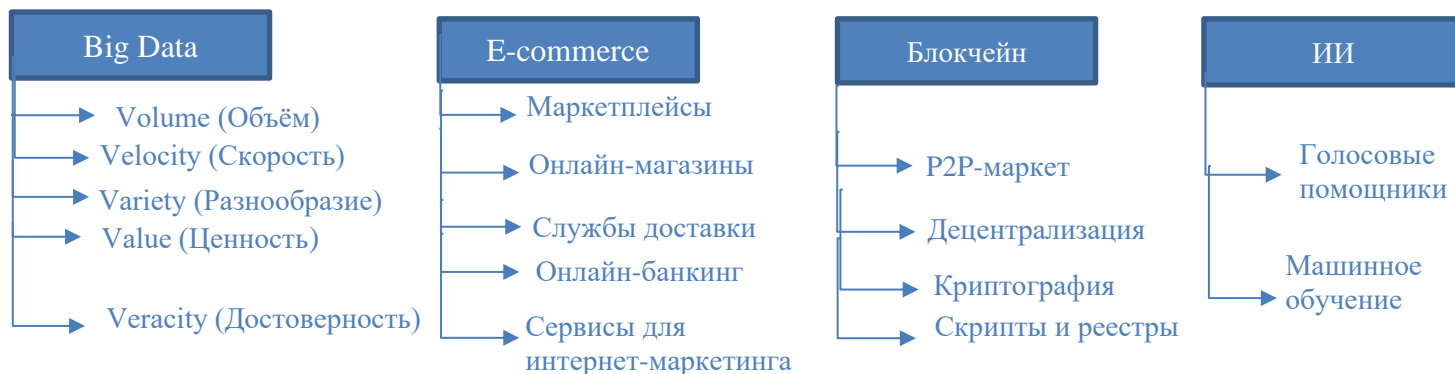 Big Data
Volume (Объём)
Velocity (Скорость)
Variety (Разнообразие)
Value (Ценность)
Veracity (Достоверность)
E-commerce
Маркетплейсы
Онлайн-магазины
Службы доставки
Онлайн-банкинг
Сервисы для
интернет-маркетинга
Блокчейн
P2P-маркет
Децентрализация
Криптография
Скрипты и реестры
ИИ
Голосовые
помощники
Машинное
обучение